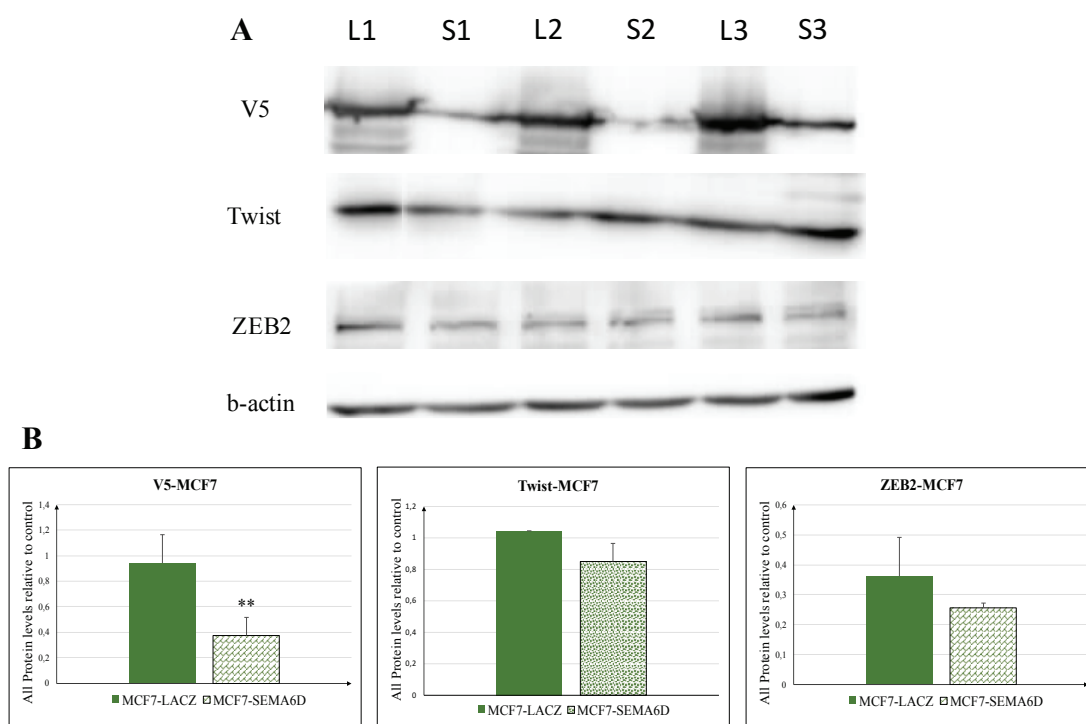 A L1 S1 L2 S2 L3 S3
V5
Twist
ZEB2
b-actin
B
V5-MCF7
All Protein levels relative to control
1,4
1,2
1
0,8
0,6
0,4
0,2
0
**
MCF7-LACZ MCF7-SEMA6D
Twist-MCF7
All Protein levels relative to control
1,2
1
0,8
0,6
0,4
0,2
0
MCF7-LACZ MCF7-SEMA6D
ZEB2-MCF7
All Protein levels relative to control
0,6
0,5
0,4
0,3
0,2
0,1
0
MCF7-LACZ MCF7-SEMA6D